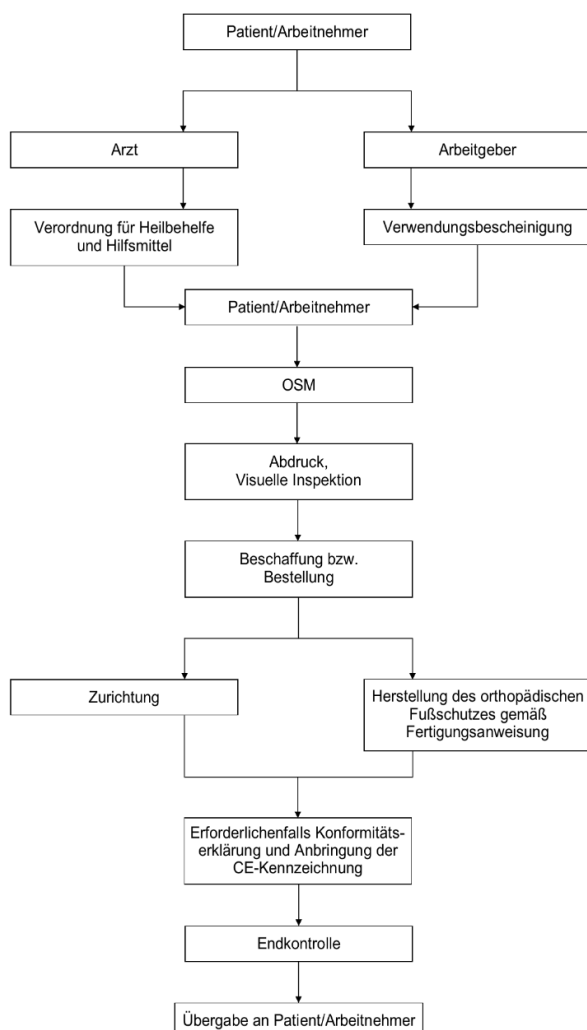 Patient/Arbeitnehmer
Arzt
Arbeitgeber
Verordnung für Heilbehelfe
und Hilfsmittel
Verwendungsbescheinigung
Patient/Arbeitnehmer
OSM
Abdruck,
Visuelle Inspektion
Beschaffung bzw.
Bestellung
Zurichtung
Herstellung des orthopädischen
Fußschutzes gemäß
Fertigungsanweisung
Erforderlichenfalls Konformitäts-
erklärung und Anbringung der
CE-Kennzeichnung
Endkontrolle
Übergabe an Patient/Arbeitnehmer